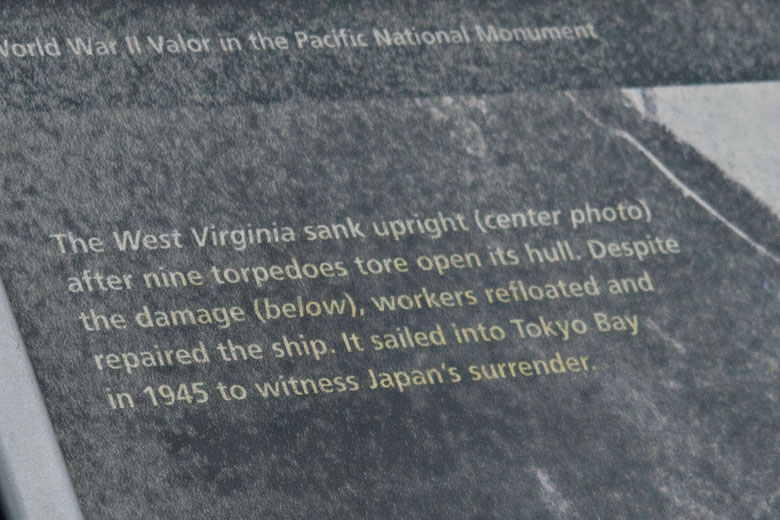 World War II Valor in the Pacific National Monument
The West Virginia sank upright (center photo)
after nine torpedoes tore open its hull. Despite
the damage (below), workers refloated and
repaired the ship. It sailed into Tokyo Bay
in 1945 to witness Japan's surrender.